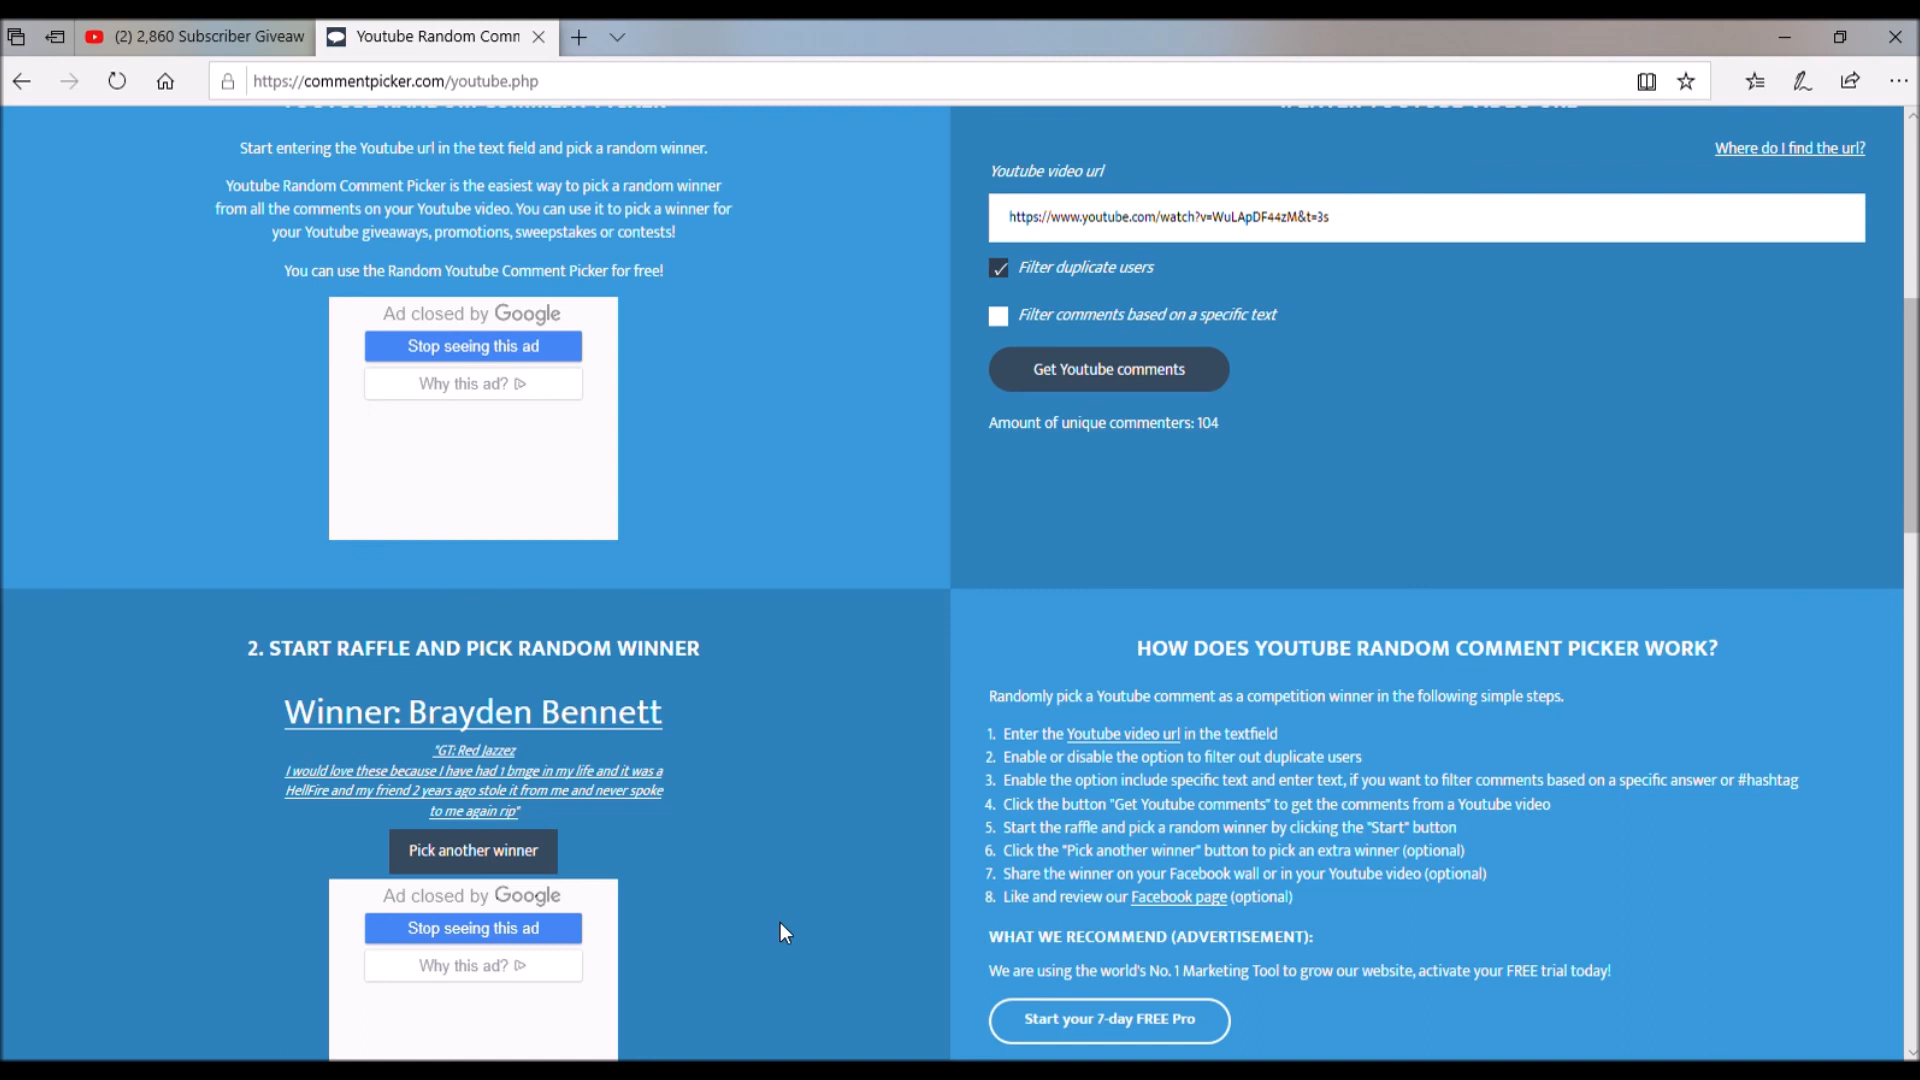 (2) 2,860 Subscriber Giveaw
Youtube Random Comm
https://commentpicker.com/youtube.php
Start entering the Youtube url in the text field and pick a random winner.
Youtube Random Comment Picker is the easiest way to pick a random winner
from all the comments on your Youtube video. You can use it to pick a winner for
your Youtube giveaways, promotions, sweepstakes or contests!
You can use the Random Youtube Comment Picker for free!
Ad closed by Google
Stop seeing this ad
Why this ad?
Where do I find the url?
Youtube video url
https://www.youtube.com/watch?v=WuLApDF44zM&t=3s
Filter duplicate users
Filter comments based on a specific text
Get Youtube comments
Amount of unique commenters: 104
2. START RAFFLE AND PICK RANDOM WINNER
Winner: Brayden Bennett
"GT: Red Jazzez
I would love these because I have had 1 bmge in my life and it was a
HellFire and my friend 2 years ago stole it from me and never spoke
to me again rip"
Pick another winner
Ad closed by Google
Stop seeing this ad
Why this ad?
HOW DOES YOUTUBE RANDOM COMMENT PICKER WORK?
Randomly pick a Youtube comment as a competition winner in the following simple steps.
1. Enter the Youtube video url in the textfield
2. Enable or disable the option to filter out duplicate users
3. Enable the option include specific text and enter text, if you want to filter comments based on a specific answer or #hashtag
4. Click the button "Get Youtube comments" to get the comments from a Youtube video
5. Start the raffle and pick a random winner by clicking the "Start" button
6. Click the "Pick another winner" button to pick an extra winner (optional)
7. Share the winner on your Facebook wall or in your Youtube video (optional)
8. Like and review our Facebook page (optional)
WHAT WE RECOMMEND (ADVERTISEMENT):
We are using the world's No. 1 Marketing Tool to grow our website, activate your FREE trial today!
Start your 7-day FREE Pro